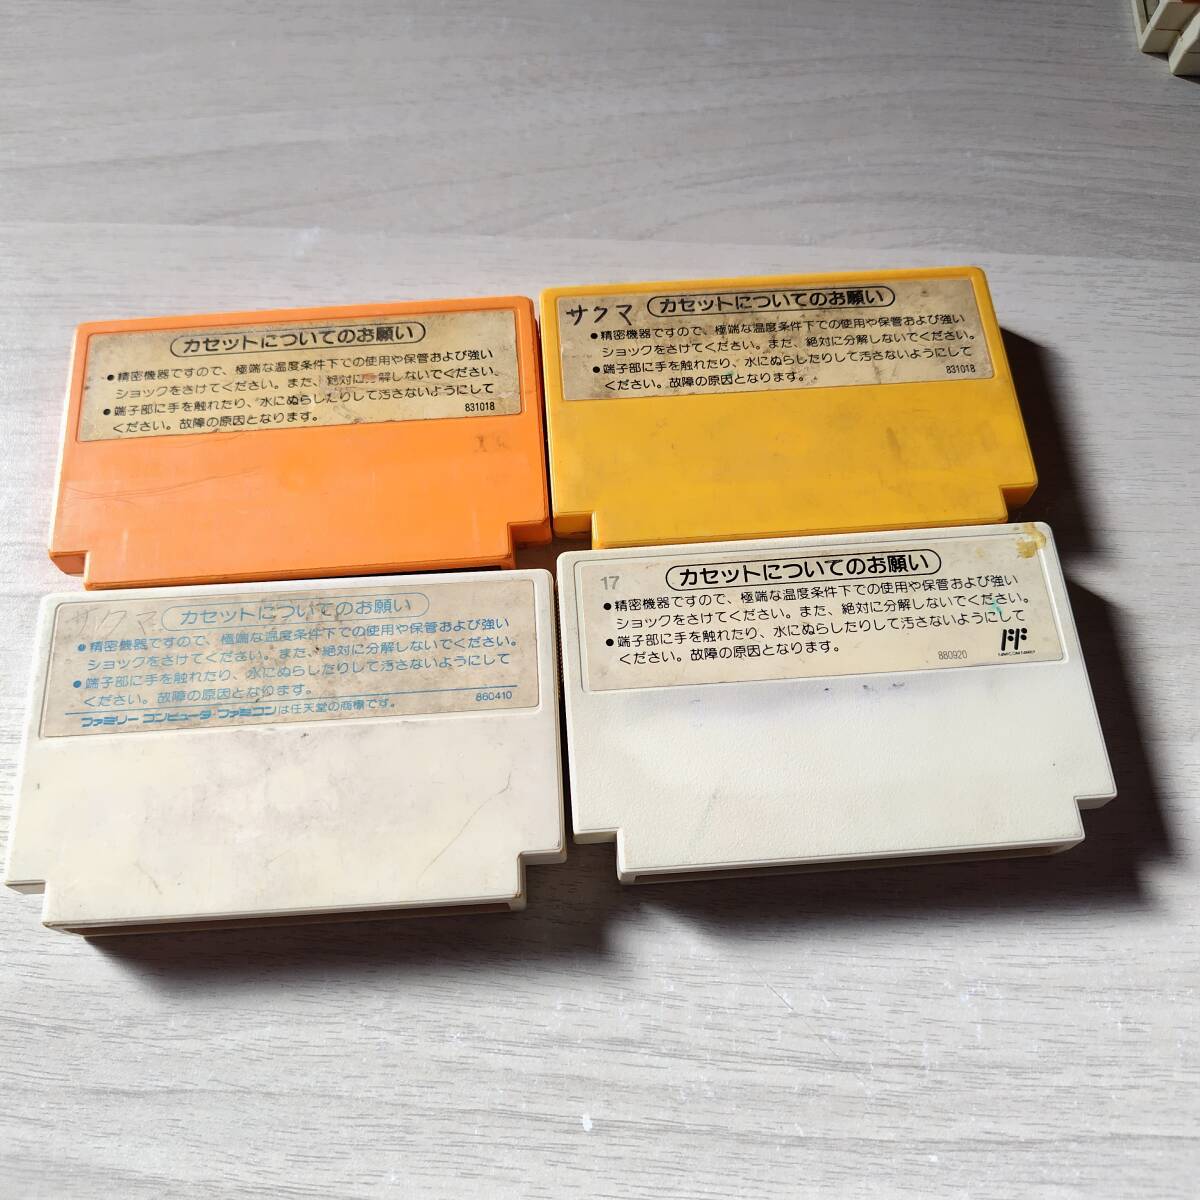 カセットについてのお願い
●精密機器ですので、極端な温度条件下での使用や保管および強い
ショックをさけてください。また、絶対に分解しないでください。
●端子部に手を触れたり、水にぬらしたりして汚さないようにして
ください。故障の原因となります。
831018
サクマ
カセットについてのお願い
●精密機器ですので、極端な温度条件下での使用や保管および強い
ショックをさけてください。また、絶対に分解しないでください。
●端子部に手を触れたり、水にぬらしたりして汚さないようにして
ください。故障の原因となります。
831018
サクマ
カセットについてのお願い
●精密機器ですので、極端な温度条件下での使用や保管および強い
ショックをさけてください。また、絶対に分解しないでください。
●端子部に手を触れたり、水にぬらしたりして汚さないようにして
ください。故障の原因となります。
860410
ファミリー コンピュータ・ファミコンは任天堂の商標です。
17
カセットについてのお願い
●精密機器ですので、極端な温度条件下での使用や保管および強い
ショックをさけてください。また、絶対に分解しないでください。
●端子部に手を触れたり、水にぬらしたりして汚さないようにして
ください。故障の原因となります。
880920
FF
FAMICOM FAMILY